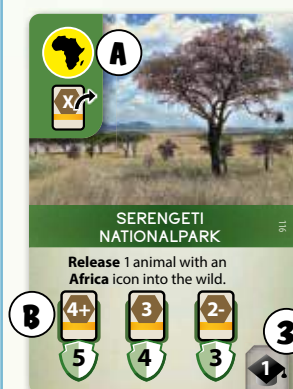 A
X
SERENGETI
NATIONALPARK
116
Release 1 animal with an
Africa icon into the wild.
B
4+ 3 2-
5 4 3
3
1